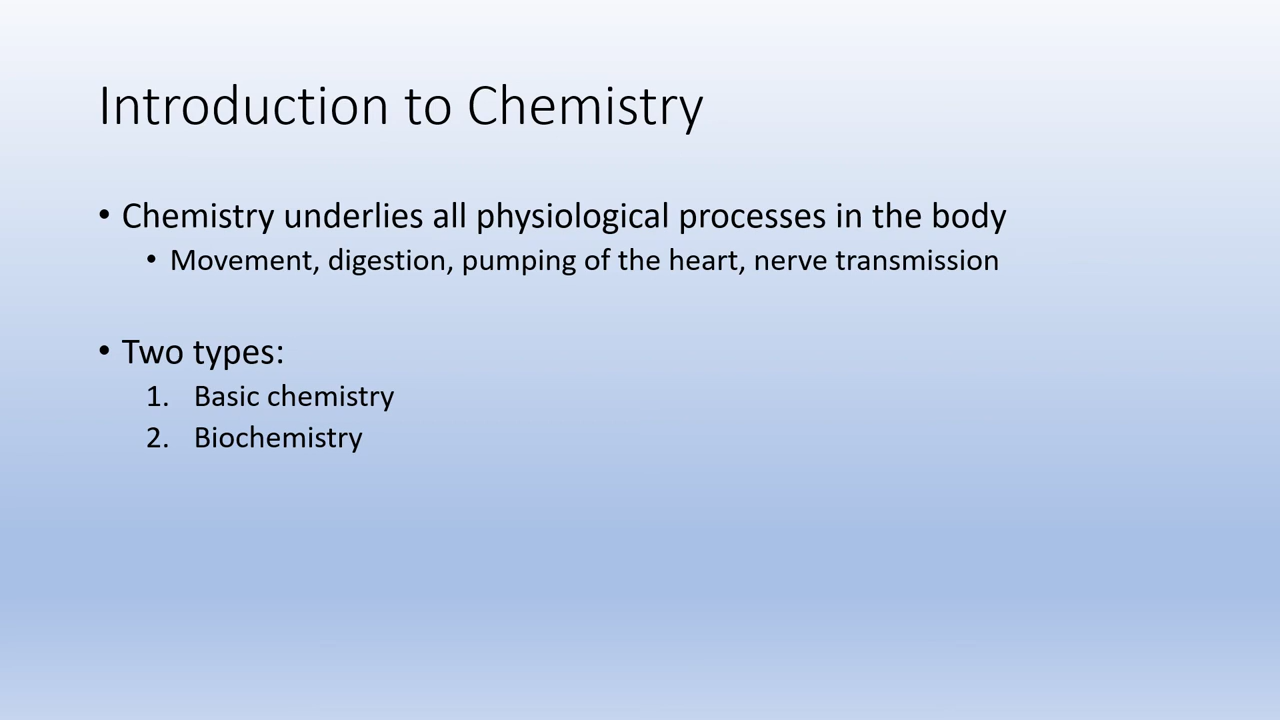 Introduction to Chemistry
• Chemistry underlies all physiological processes in the body
• Movement, digestion, pumping of the heart, nerve transmission
• Two types:
1. Basic chemistry
2. Biochemistry